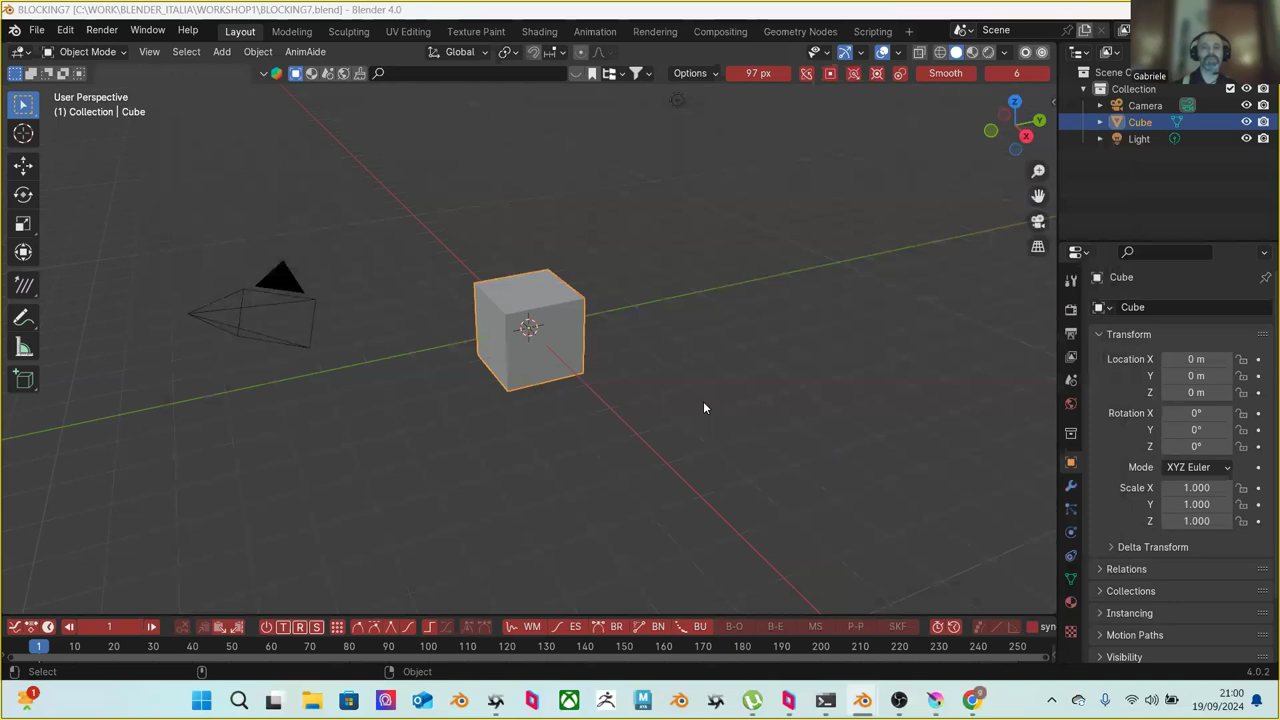 BLOCKING7 [C:\WORK\BLENDER_ITALIA\WORKSHOP1\BLOCKING7.blend] - Blender 4.0
File Edit Render Window Help Layout Modeling Sculpting UV Editing Texture Paint Shading Animation Rendering Compositing Geometry Nodes Scripting Scene
Object Mode View Select Add Object AnimAide Global
Options 97 px Smooth 6
Gabriele
User Perspective
(1) Collection | Cube
Z
Y
X
Scene C
Collection
Camera
Cube
Light
Cube
Cube
Transform
Location X 0 m
Y 0 m
Z 0 m
Rotation X 0°
Y 0°
Z 0°
Mode XYZ Euler
Scale X 1.000
Y 1.000
Z 1.000
Delta Transform
Relations
Collections
Instancing
Motion Paths
Visibility
1 T R S WM ES BR BN BU B-O B-E MS P-P SKF syn
1 10 20 30 40 50 60 70 80 90 100 110 120 130 140 150 160 170 180 190 200 210 220 230 240 250
Select Object 4.0.2
1
21:00
19/09/2024